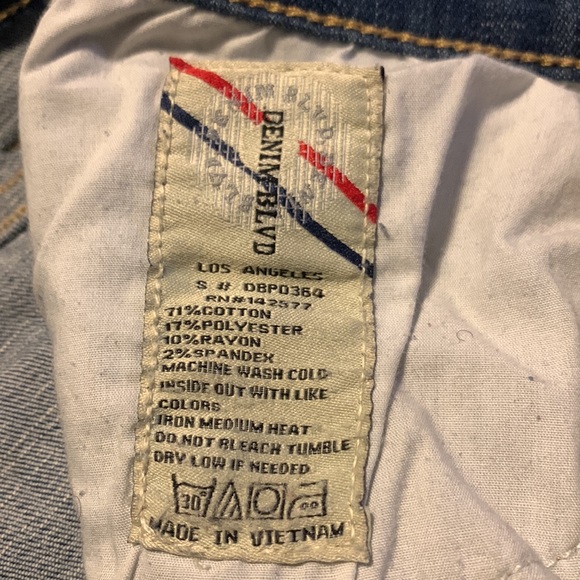 DENIM BLVD
LOS ANGELES
S # DBP0364
RN#142577
71%COTTON
17%POLYESTER
10%RAYON
2%SPANDEX
MACHINE WASH COLD
INSIDE OUT WITH LIKE
COLORS
IRON MEDIUM HEAT
DO NOT BLEACH TUMBLE
DRY LOW IF NEEDED
30°
MADE IN VIETNAM